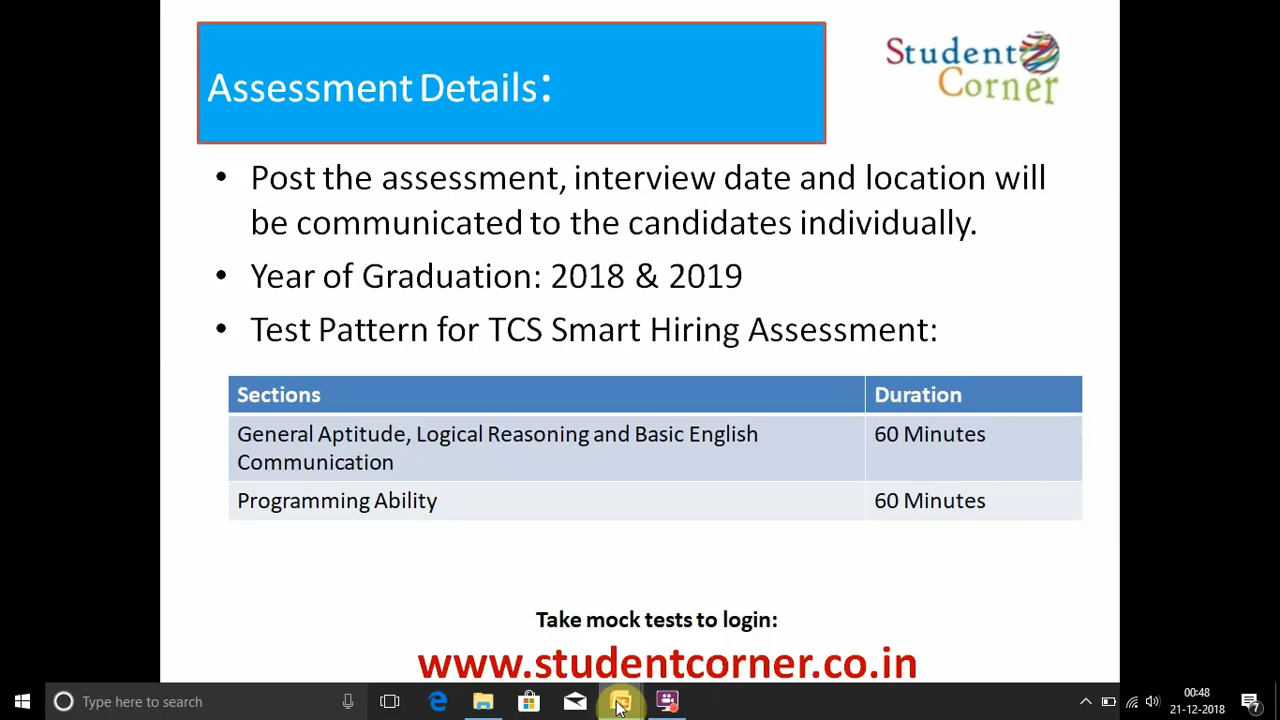 Assessment Details:
Student
Corner
• Post the assessment, interview date and location will
be communicated to the candidates individually.
• Year of Graduation: 2018 & 2019
• Test Pattern for TCS Smart Hiring Assessment:
Sections Duration
General Aptitude, Logical Reasoning and Basic English 60 Minutes
Communication
Programming Ability 60 Minutes
Take mock tests to login:
www.studentcorner.co.in
Type here to search
00:48
21-12-2018
7